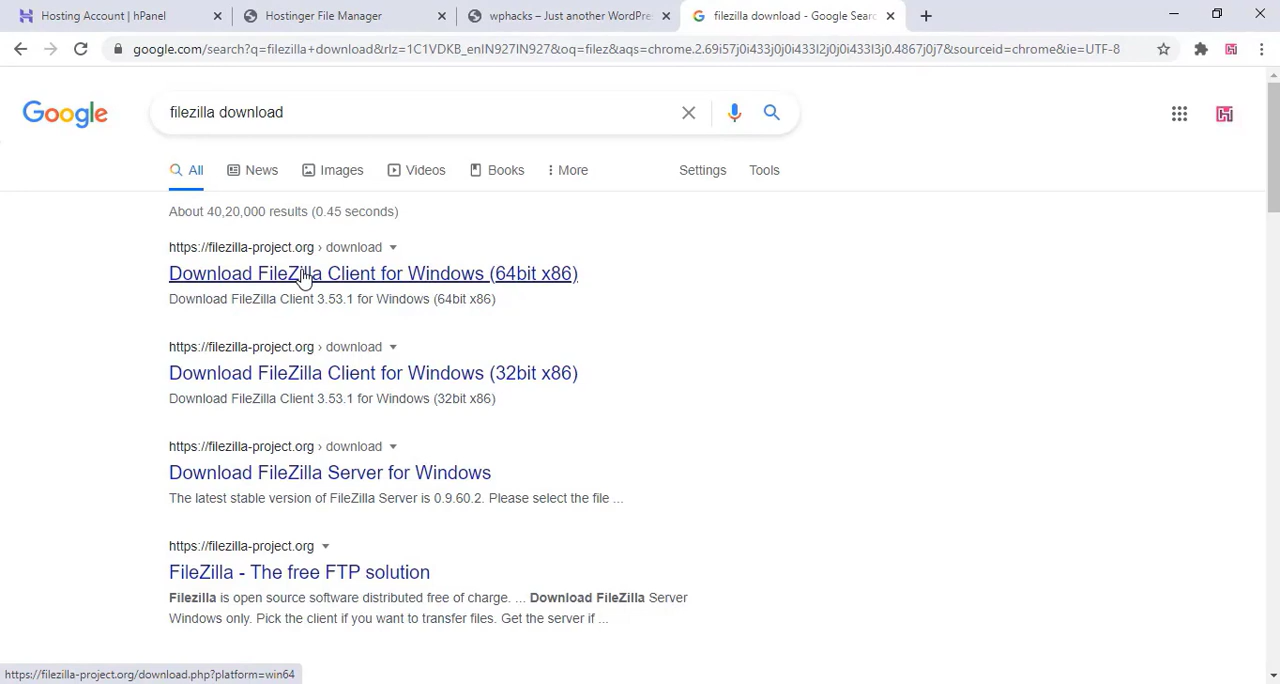 Hosting Account | hPanel
Hostinger File Manager
wphacks – Just another WordPre
filezilla download - Google Sear
google.com/search?q=filezilla+download&rlz=1C1VDKB_enIN927IN927&oq=filez&aqs=chrome.2.69i57j0i433j0j0i433l2j0j0i433l3j0.4867j0j7&sourceid=chrome&ie=UTF-8
Google
filezilla download
All
News
Images
Videos
Books
More
Settings
Tools
About 40,20,000 results (0.45 seconds)
https://filezilla-project.org › download
Download FileZilla Client for Windows (64bit x86)
Download FileZilla Client 3.53.1 for Windows (64bit x86)
https://filezilla-project.org › download
Download FileZilla Client for Windows (32bit x86)
Download FileZilla Client 3.53.1 for Windows (32bit x86)
https://filezilla-project.org › download
Download FileZilla Server for Windows
The latest stable version of FileZilla Server is 0.9.60.2. Please select the file ...
https://filezilla-project.org
FileZilla - The free FTP solution
Filezilla is open source software distributed free of charge. ... Download FileZilla Server
Windows only. Pick the client if you want to transfer files. Get the server if ...
https://filezilla-project.org/download.php?platform=win64